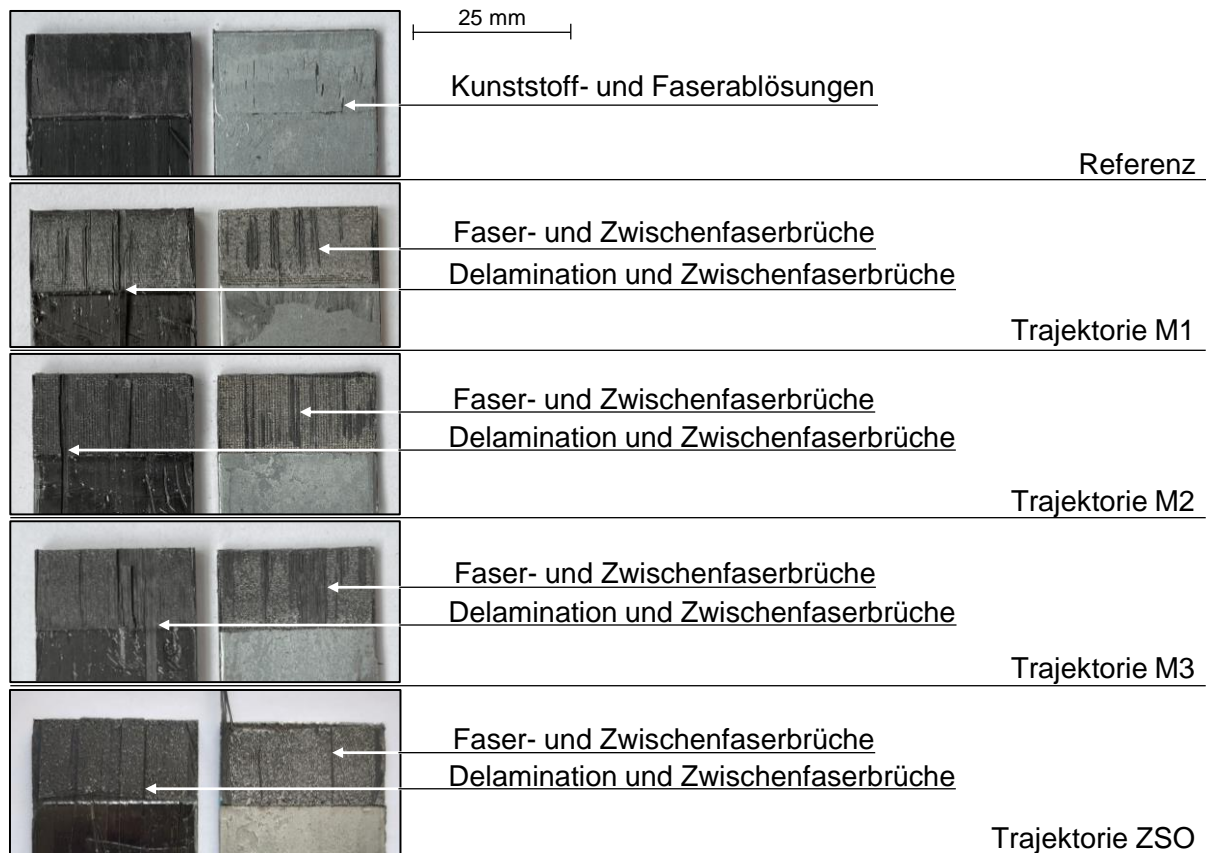 25 mm
Kunststoff- und Faserablösungen
Referenz
Faser- und Zwischenfaserbrüche
Delamination und Zwischenfaserbrüche
Trajektorie M1
Faser- und Zwischenfaserbrüche
Delamination und Zwischenfaserbrüche
Trajektorie M2
Faser- und Zwischenfaserbrüche
Delamination und Zwischenfaserbrüche
Trajektorie M3
Faser- und Zwischenfaserbrüche
Delamination und Zwischenfaserbrüche
Trajektorie ZSO